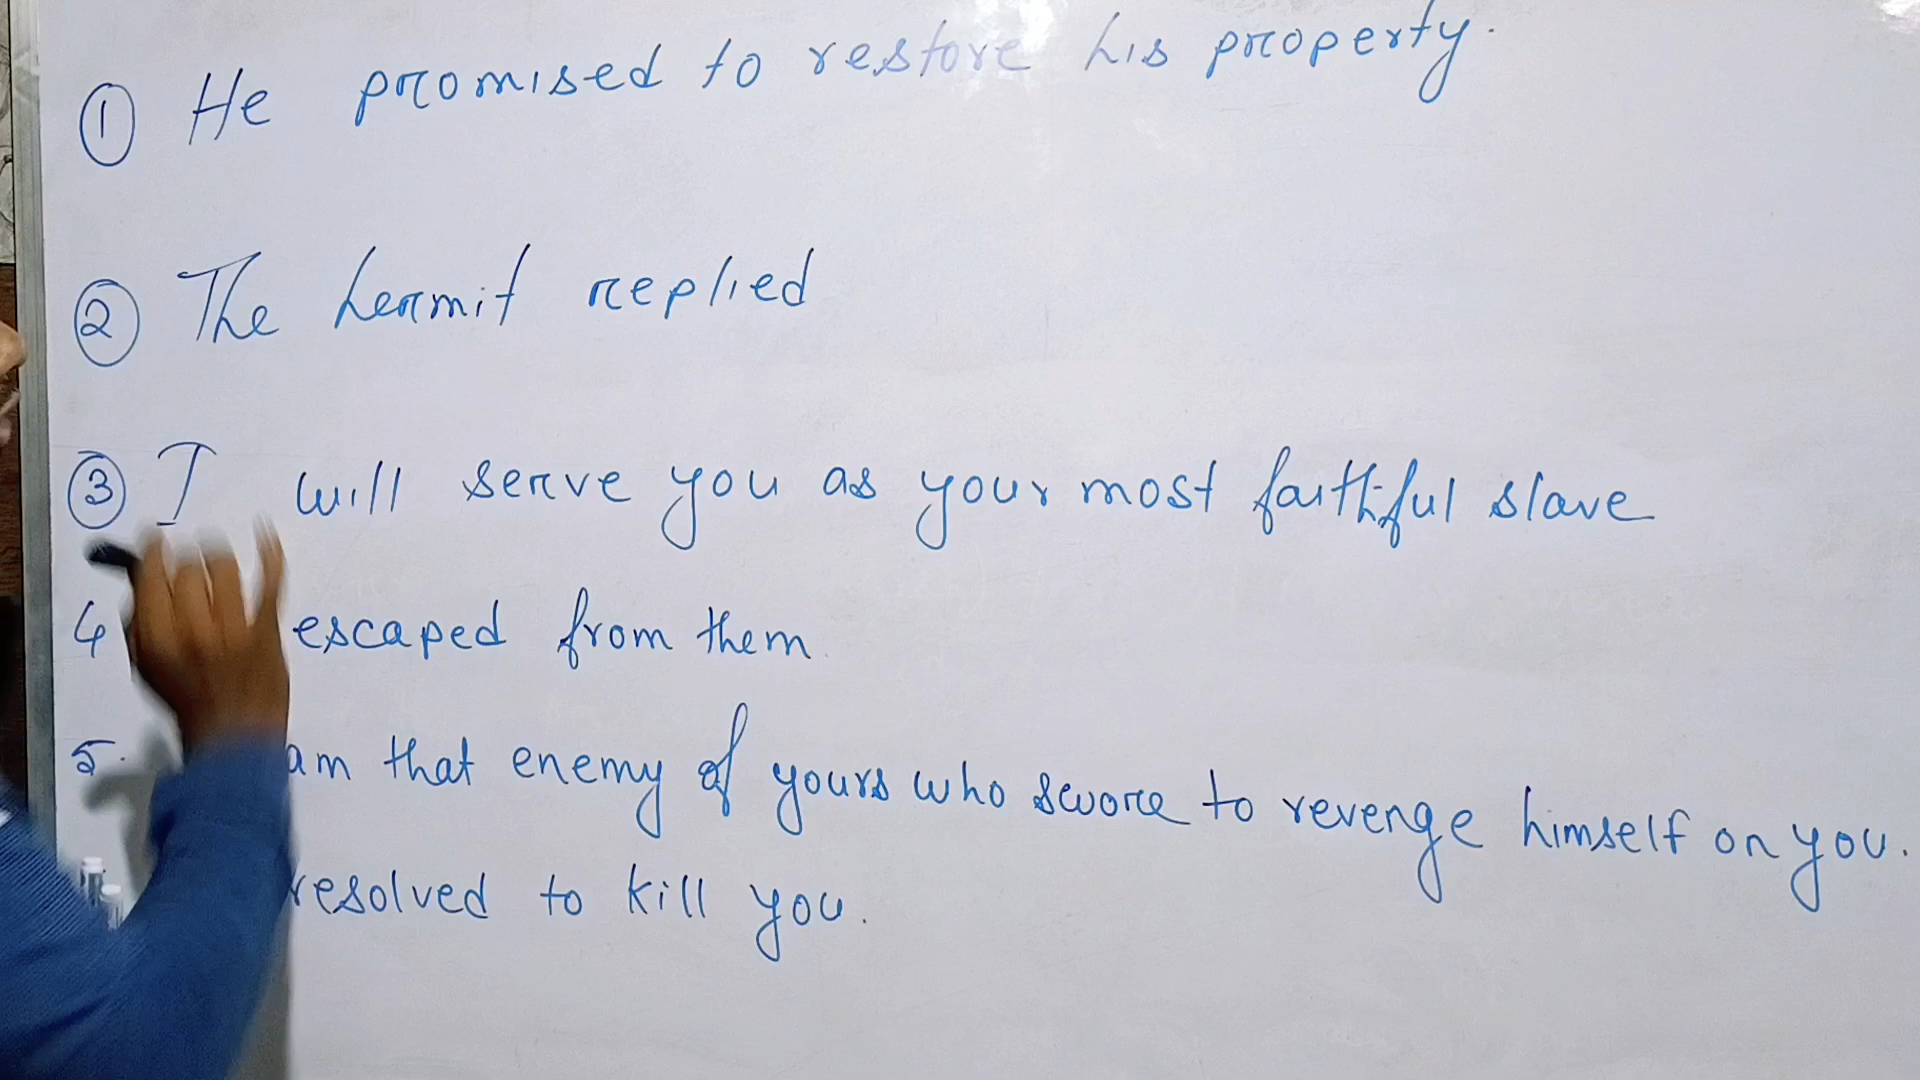 ① He promised to restore his property.
② The hermit replied
③ I will serve you as your most faithful slave
4 escaped from them.
5. am that enemy of yours who swore to revenge himself on you.
resolved to kill you.